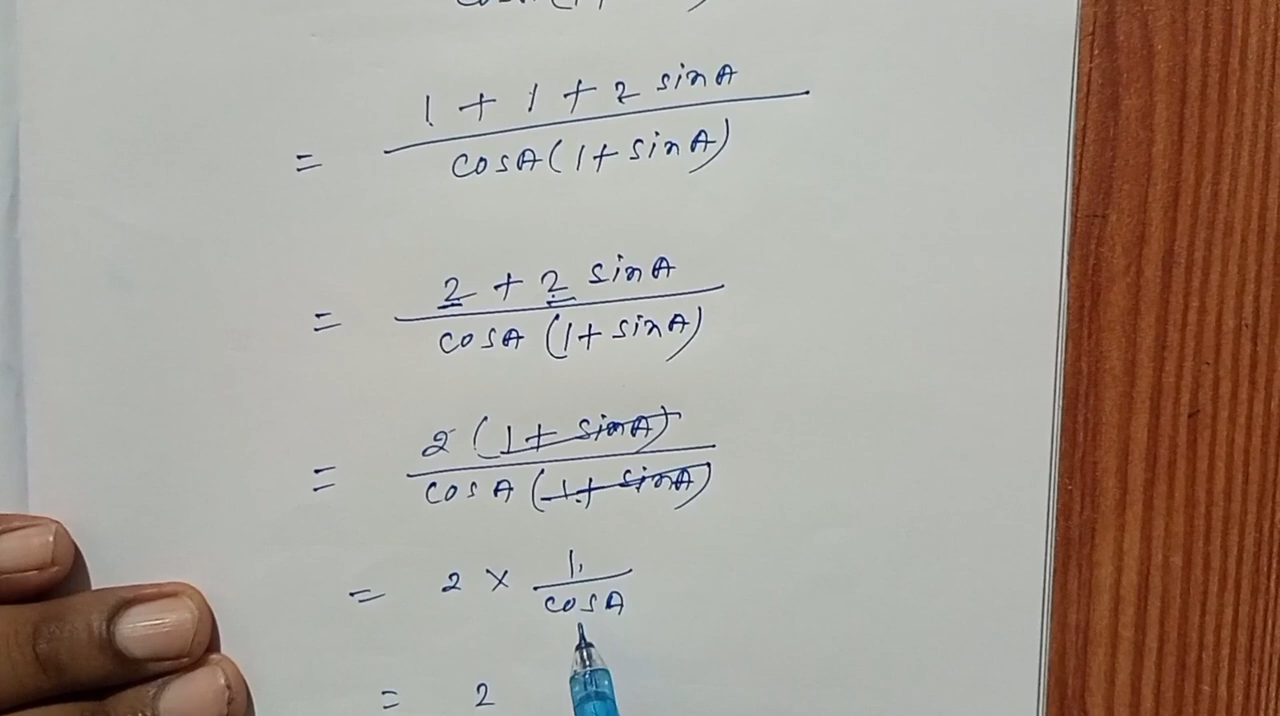 1 + 1 + 2 sinA
= cosA(1 + sinA)
2 + 2 sinA
= cosA (1 + sinA)
2 (1 + sinA)
= cosA (1 + sinA)
= 2 × 1/cosA
= 2